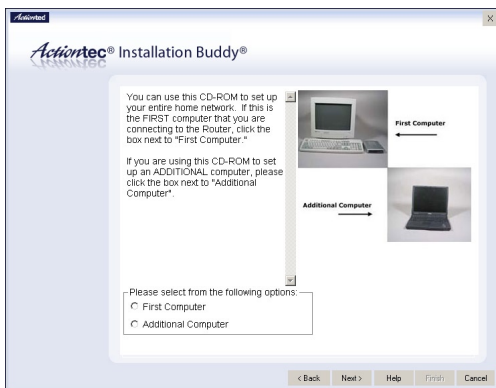 Actiontec
Actiontec® Installation Buddy®
You can use this CD-ROM to set up
your entire home network. If this is
the FIRST computer that you are
connecting to the Router, click the
box next to "First Computer."
If you are using this CD-ROM to set
up an ADDITIONAL computer, please
click the box next to "Additional
Computer".
First Computer
Additional Computer
Please select from the following options:
First Computer
Additional Computer
< Back Next > Help Finish Cancel